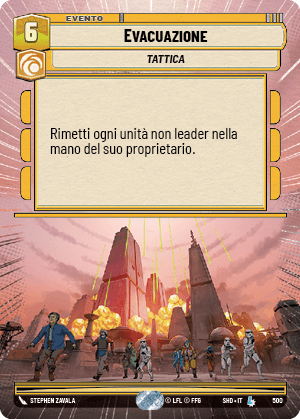 EVENTO
6
EVACUAZIONE
TATTICA
Rimetti ogni unità non leader nella
mano del suo proprietario.
STEPHEN ZAVALA
© LFL © FFG
SHD • IT
500